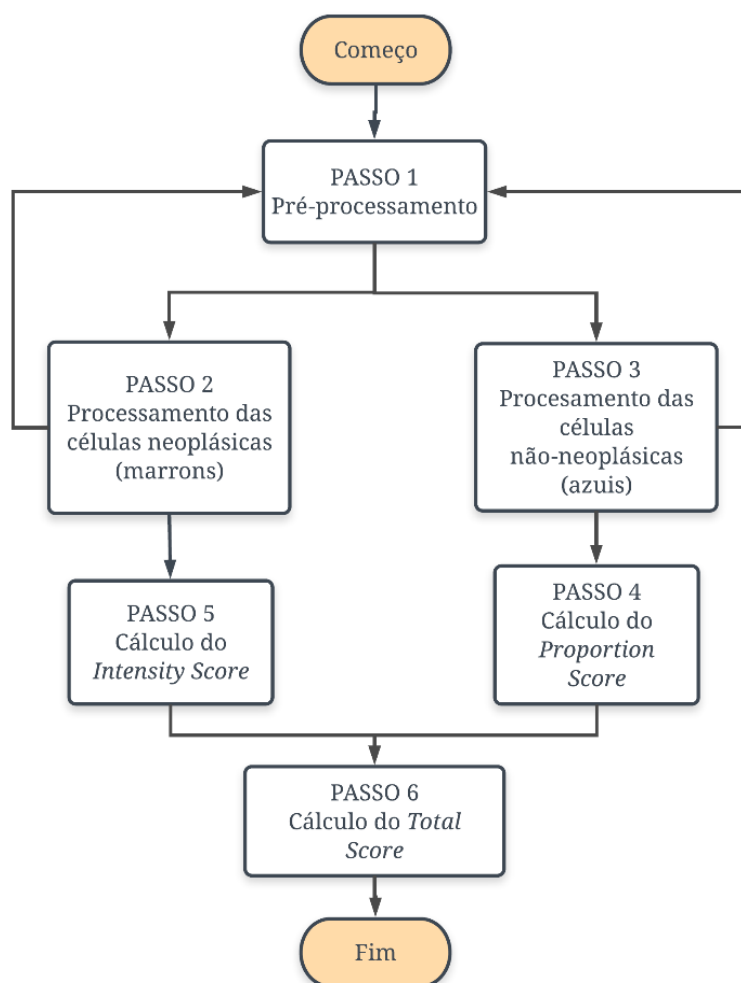 Começo
PASSO 1
Pré-processamento
PASSO 2
Processamento das
células neoplásicas
(marrons)
PASSO 3
Procesamento das
células
não-neoplásicas
(azuis)
PASSO 5
Cálculo do
Intensity Score
PASSO 4
Cálculo do
Proportion
Score
PASSO 6
Cálculo do Total
Score
Fim